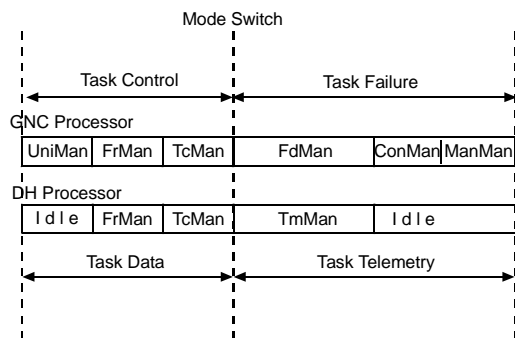 Mode Switch
Task Control
Task Failure
GNC Processor
UniMan FrMan TcMan FdMan ConMan ManMan
DH Processor
Idle FrMan TcMan TmMan Idle
Task Data
Task Telemetry